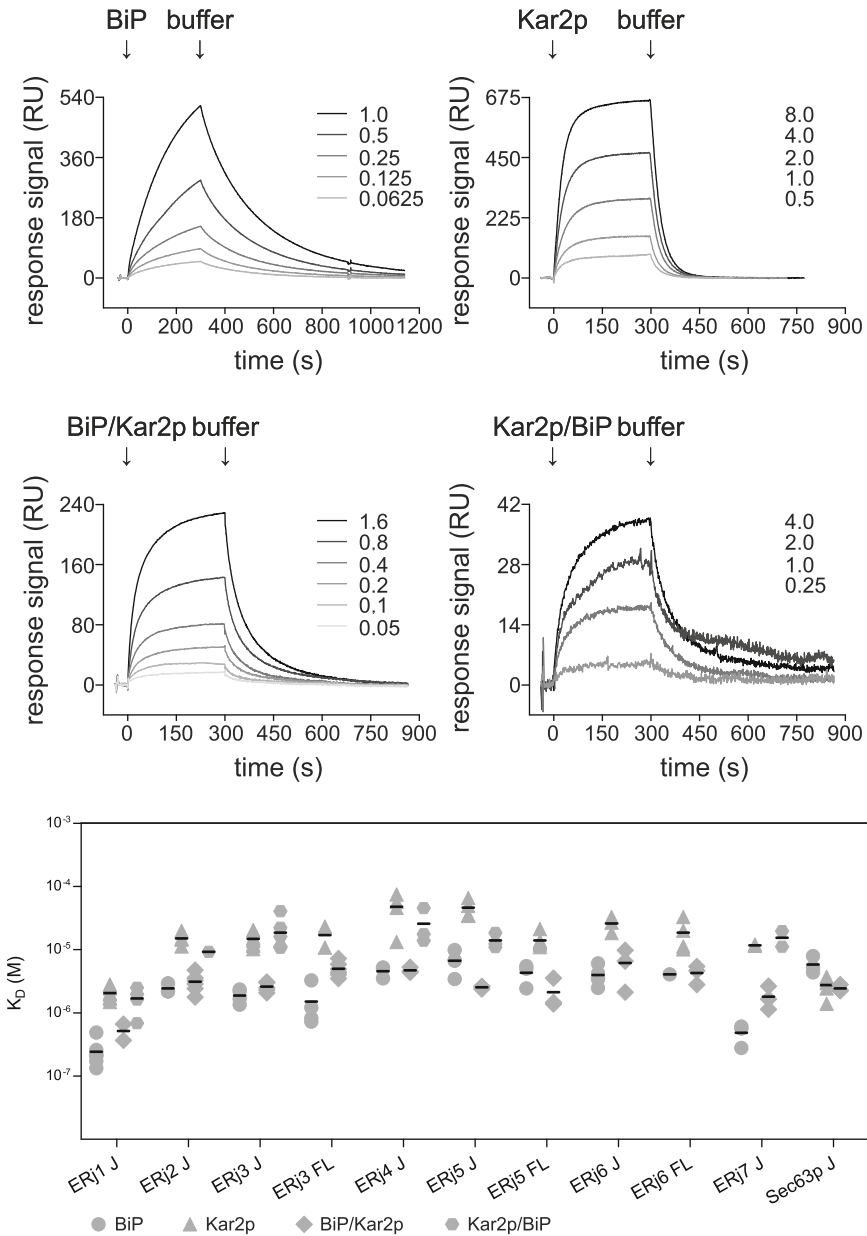 BiP buffer
↓ ↓
response signal (RU)
540
360
180
0
1.0
0.5
0.25
0.125
0.0625
0 200 400 600 800 1000 1200
time (s)
Kar2p buffer
↓ ↓
response signal (RU)
675
450
225
0
8.0
4.0
2.0
1.0
0.5
0 150 300 450 600 750 900
time (s)
BiP/Kar2p buffer
↓ ↓
response signal (RU)
240
160
80
0
1.6
0.8
0.4
0.2
0.1
0.05
0 150 300 450 600 750 900
time (s)
Kar2p/BiP buffer
↓ ↓
response signal (RU)
42
28
14
0
4.0
2.0
1.0
0.25
0 150 300 450 600 750 900
time (s)
K_D (M)
10^-3
10^-4
10^-5
10^-6
10^-7
ERj1 J ERj2 J ERj3 J ERj3 FL ERj4 J ERj5 J ERj5 FL ERj6 J ERj6 FL ERj7 J Sec63p J
BiP Kar2p BiP/Kar2p Kar2p/BiP